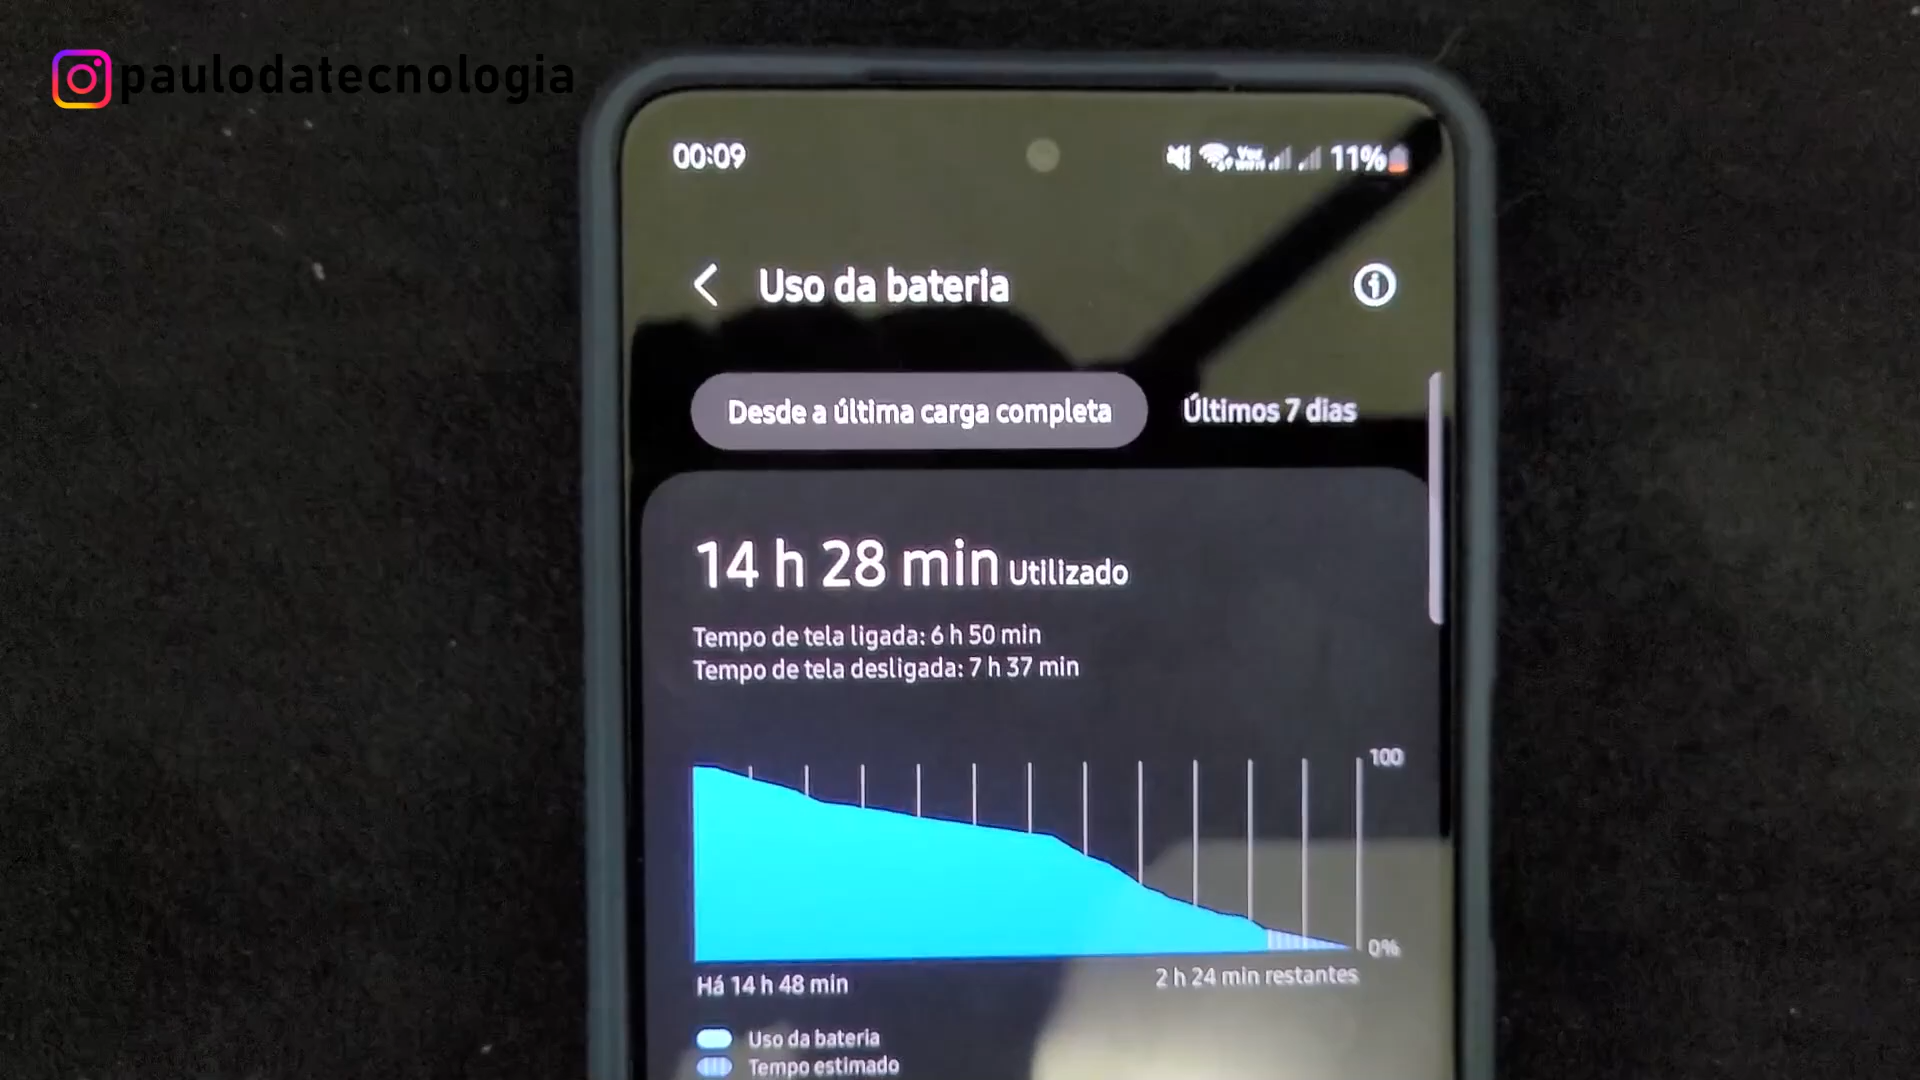 paulodatecnologia
00:09
11%
Uso da bateria
Desde a última carga completa
Últimos 7 dias
14 h 28 min Utilizado
Tempo de tela ligada: 6 h 50 min
Tempo de tela desligada: 7 h 37 min
100
0%
Há 14 h 48 min
2 h 24 min restantes
Uso da bateria
Tempo estimado